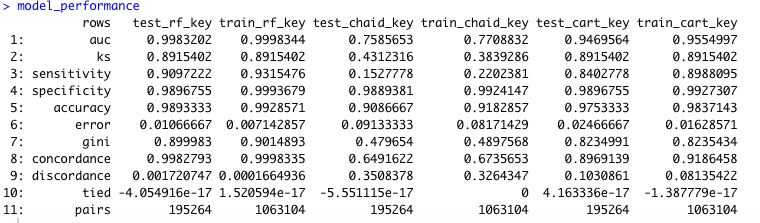 > model_performance
rows test_rf_key train_rf_key test_chaid_key train_chaid_key test_cart_key train_cart_key
1: auc 0.9983202 0.9998344 0.7585653 0.7708832 0.9469564 0.9554997
2: ks 0.8915402 0.8915402 0.4312316 0.3839286 0.8915402 0.8915402
3: sensitivity 0.9097222 0.9315476 0.1527778 0.2202381 0.8402778 0.8988095
4: specificity 0.9896755 0.9993679 0.9889381 0.9924147 0.9896755 0.9927307
5: accuracy 0.9893333 0.9928571 0.9086667 0.9182857 0.9753333 0.9837143
6: error 0.01066667 0.007142857 0.09133333 0.08171429 0.02466667 0.01628571
7: gini 0.899983 0.9014893 0.479654 0.4897568 0.8234991 0.8235434
8: concordance 0.9982793 0.9998335 0.6491622 0.6735653 0.8969139 0.9186458
9: discordance 0.001720747 0.0001664936 0.3508378 0.3264347 0.1030861 0.08135422
10: tied -4.054916e-17 1.520594e-17 -5.551115e-17 0 4.163336e-17 -1.387779e-17
11: pairs 195264 1063104 195264 1063104 195264 1063104